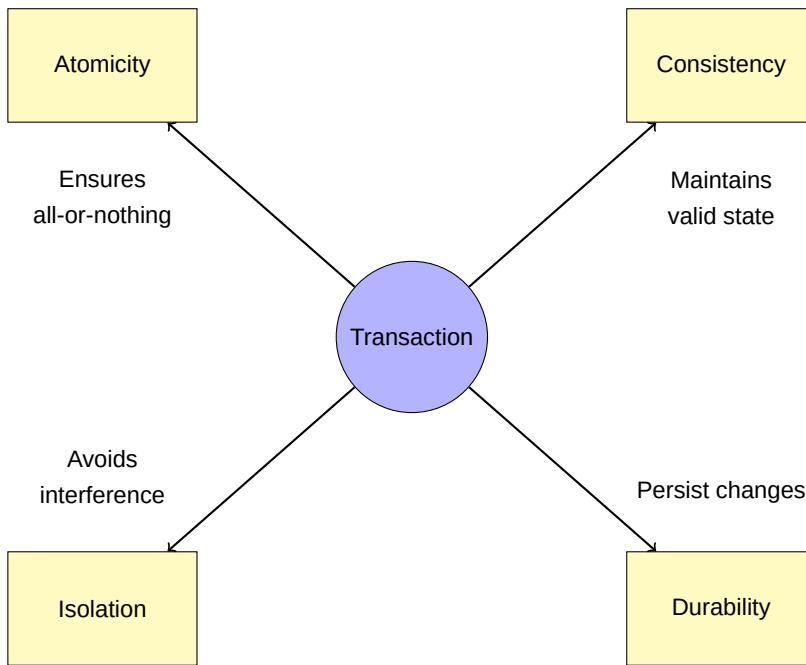 Atomicity
Consistency
Ensures
all-or-nothing
Maintains
valid state
Transaction
Avoids
interference
Persist changes
Isolation
Durability